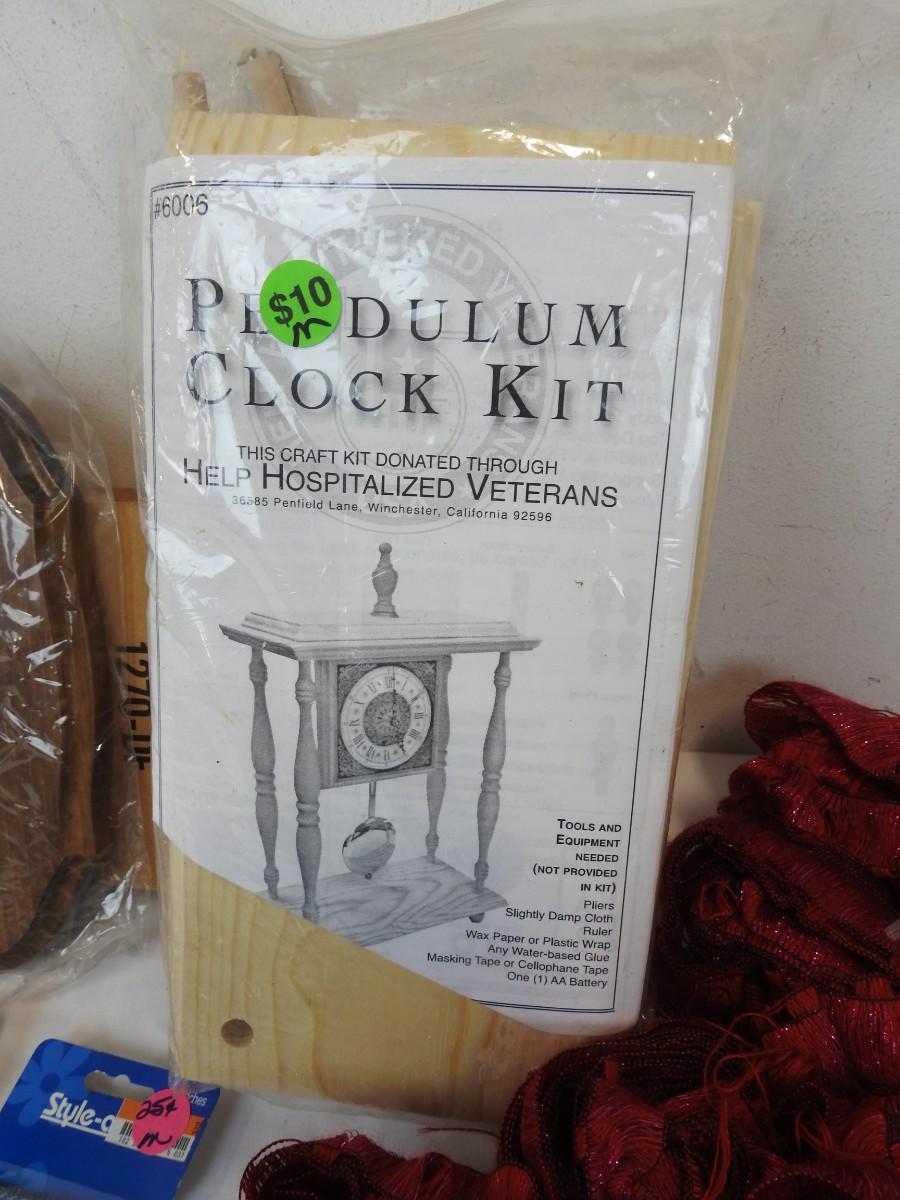 #6006
$10
m
PE DULUM
CLOCK KIT
THIS CRAFT KIT DONATED THROUGH
HELP HOSPITALIZED VETERANS
36585 Penfield Lane, Winchester, California 92596
TOOLS AND
EQUIPMENT
NEEDED
(NOT PROVIDED
IN KIT)
Pliers
Slightly Damp Cloth
Ruler
Wax Paper or Plastic Wrap
Any Water-based Glue
Masking Tape or Cellophane Tape
One (1) AA Battery
Style-a
25¢
m